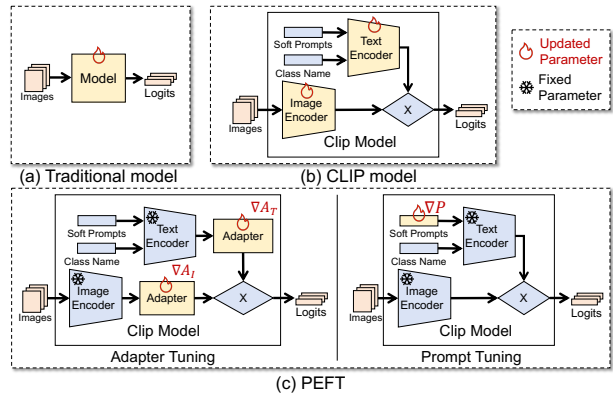 Model
Images
Logits
(a) Traditional model
Soft Prompts
Class Name
Text
Encoder
Image
Encoder
Images
X
Logits
Clip Model
(b) CLIP model
Updated
Parameter
Fixed
Parameter
Soft Prompts
Class Name
Text
Encoder
∇A_T
Adapter
Image
Encoder
∇A_I
Adapter
X
Images
Logits
Clip Model
Adapter Tuning
∇P
Soft Prompts
Class Name
Text
Encoder
Image
Encoder
X
Images
Logits
Clip Model
Prompt Tuning
(c) PEFT